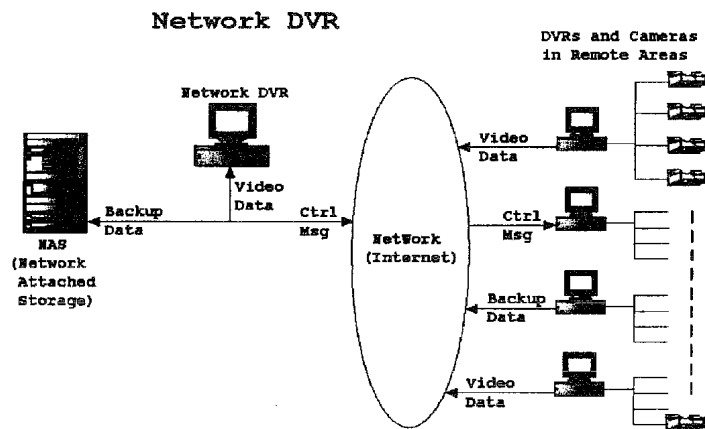 Network DVR
DVRs and Cameras
in Remote Areas
Network DVR
Video
Data
Video
Data
Backup
Data
Ctrl
Msg
NetWork
(Internet)
Ctrl
Msg
NAS
(Network
Attached
Storage)
Backup
Data
Video
Data